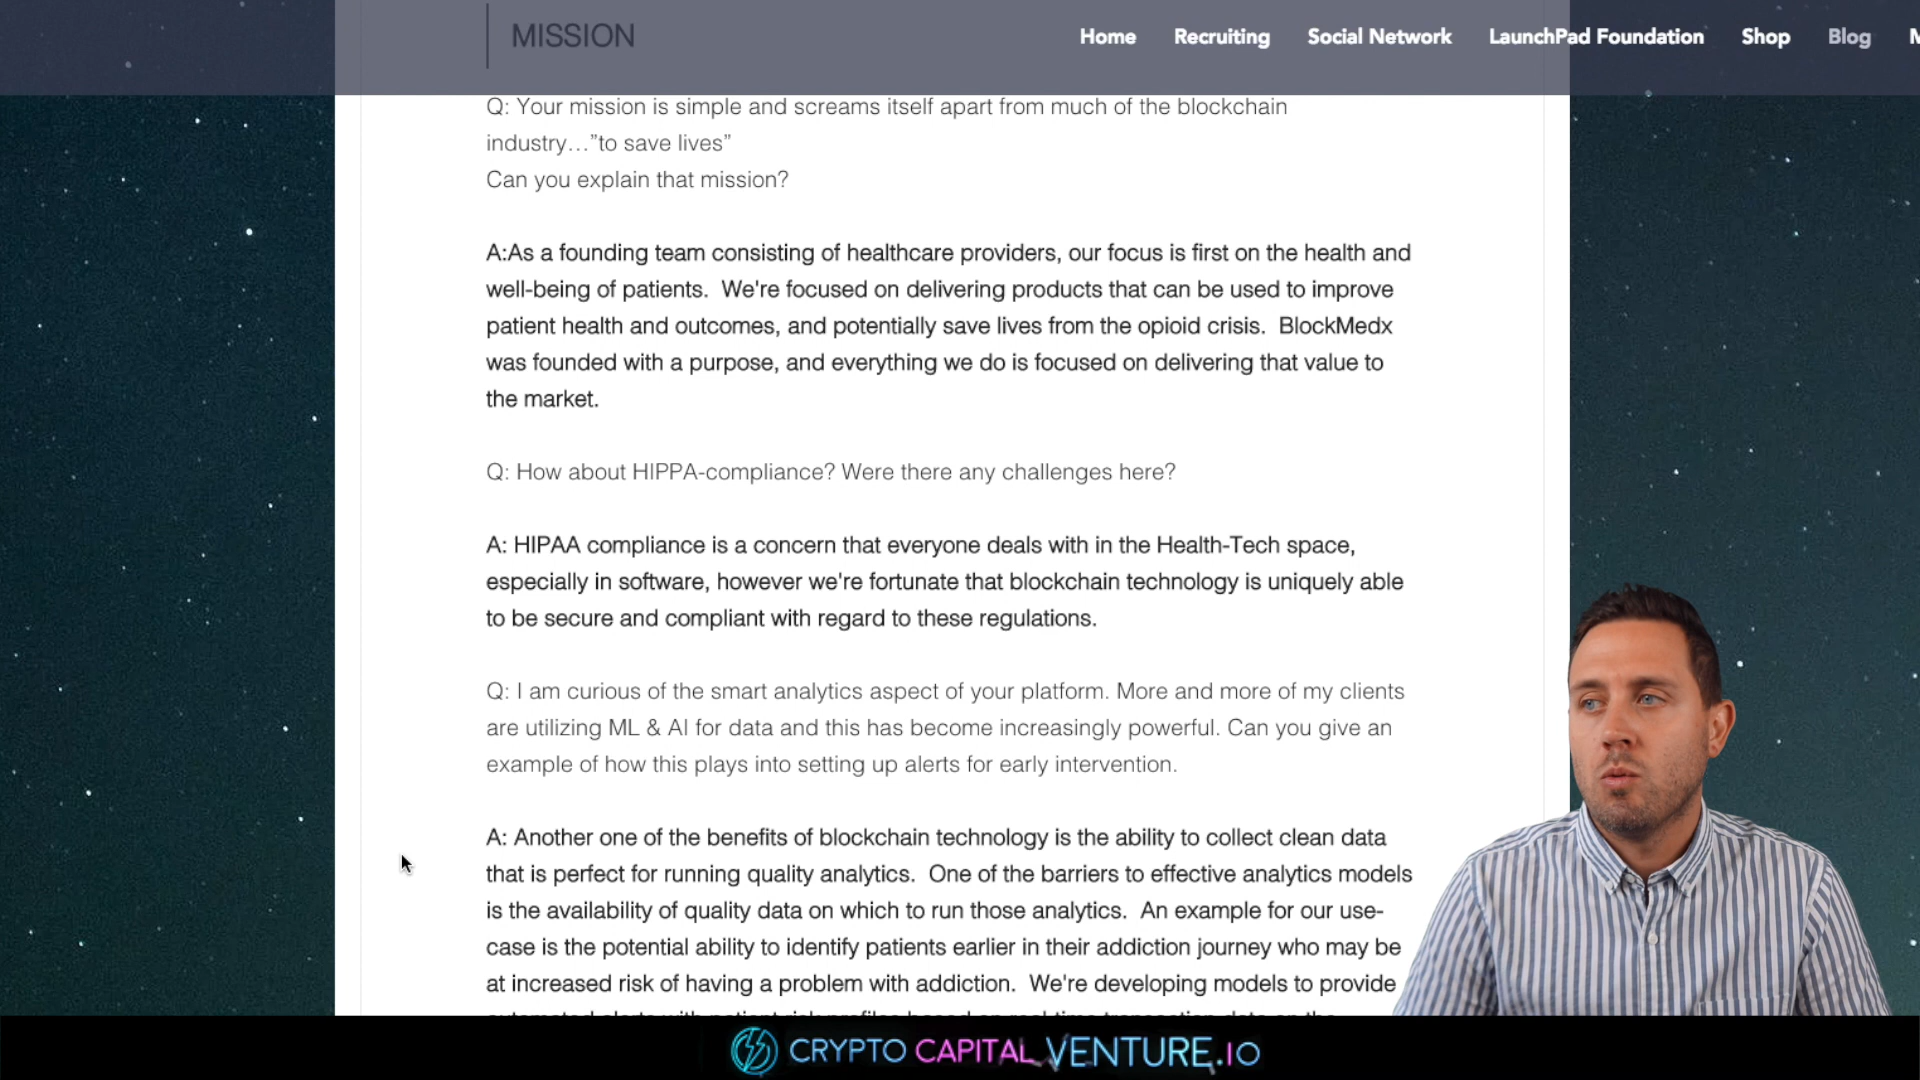 MISSION
Home Recruiting Social Network LaunchPad Foundation Shop Blog M
Q: Your mission is simple and screams itself apart from much of the blockchain
industry…”to save lives”
Can you explain that mission?
A:As a founding team consisting of healthcare providers, our focus is first on the health and
well-being of patients.  We're focused on delivering products that can be used to improve
patient health and outcomes, and potentially save lives from the opioid crisis.  BlockMedx
was founded with a purpose, and everything we do is focused on delivering that value to
the market.
Q: How about HIPPA-compliance? Were there any challenges here?
A: HIPAA compliance is a concern that everyone deals with in the Health-Tech space,
especially in software, however we're fortunate that blockchain technology is uniquely able
to be secure and compliant with regard to these regulations.
Q: I am curious of the smart analytics aspect of your platform. More and more of my clients
are utilizing ML & AI for data and this has become increasingly powerful. Can you give an
example of how this plays into setting up alerts for early intervention.
A: Another one of the benefits of blockchain technology is the ability to collect clean data
that is perfect for running quality analytics.  One of the barriers to effective analytics models
is the availability of quality data on which to run those analytics.  An example for our use-
case is the potential ability to identify patients earlier in their addiction journey who may be
at increased risk of having a problem with addiction.  We're developing models to provide
CRYPTO CAPITAL VENTURE.IO